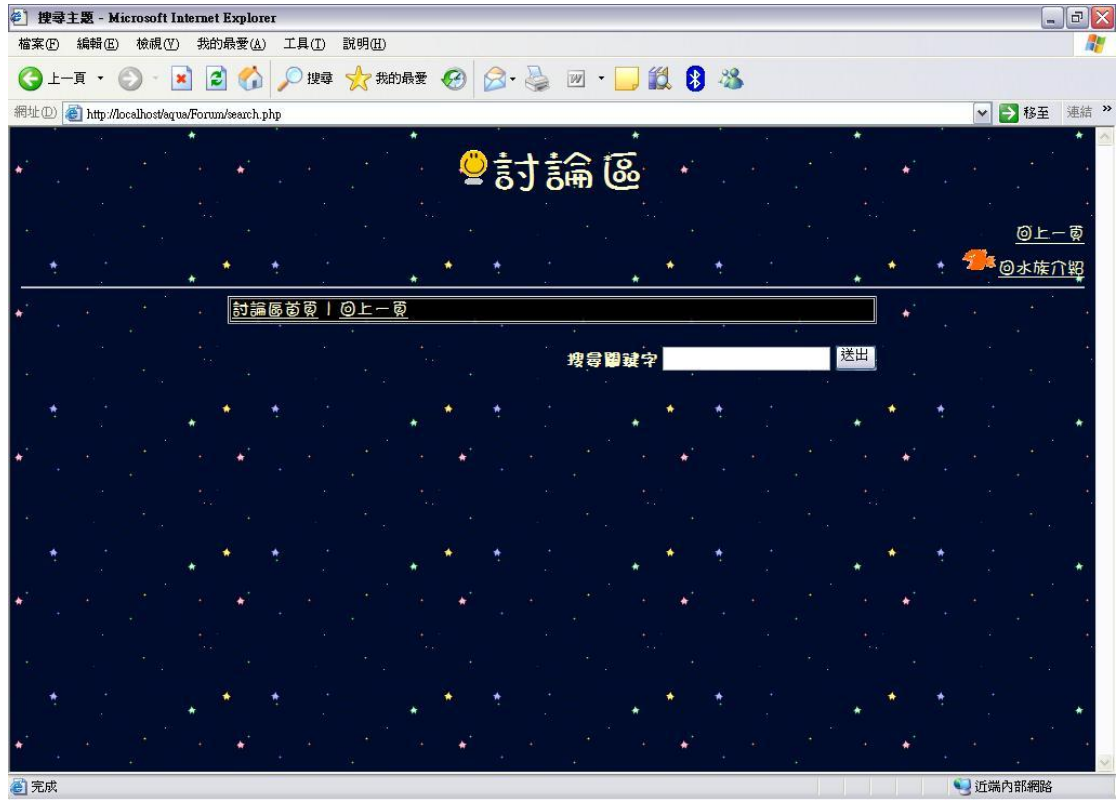 搜尋主題 - Microsoft Internet Explorer
檔案(F) 編輯(E) 檢視(V) 我的最愛(A) 工具(T) 說明(H)
上一頁 搜尋 我的最愛
網址(D) http://localhost/aqua/Forum/search.php 移至 連結 »
討論區
回上一頁
回水族介紹
討論區首頁 | 回上一頁
搜尋關鍵字 送出
完成 近端內部網路